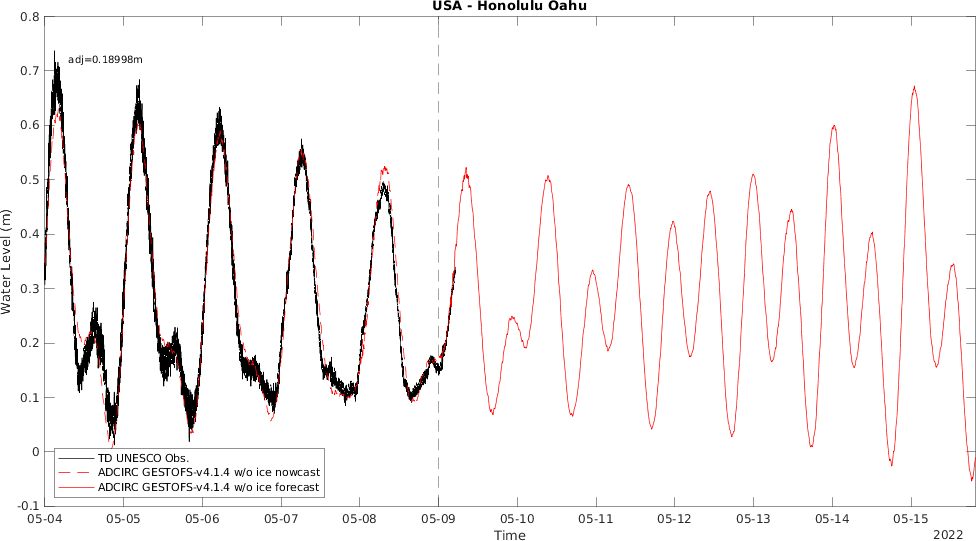 USA - Honolulu Oahu
adj=0.18998m
0.8
0.7
0.6
0.5
0.4
0.3
0.2
0.1
0
-0.1
Water Level (m)
TD UNESCO Obs.
ADCIRC GESTOFS-v4.1.4 w/o ice nowcast
ADCIRC GESTOFS-v4.1.4 w/o ice forecast
05-04 05-05 05-06 05-07 05-08 05-09 05-10 05-11 05-12 05-13 05-14 05-15
Time
2022